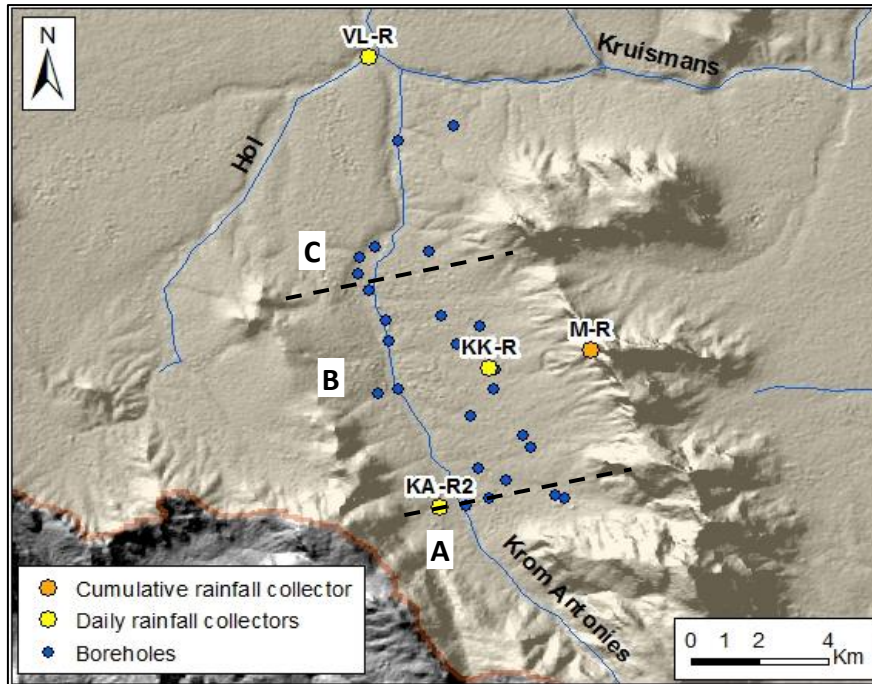 N
VL-R
Kruismans
Hol
C
M-R
KK-R
B
KA-R2
A
Krom Antonies
Cumulative rainfall collector
Daily rainfall collectors
Boreholes
0 1 2 4
Km